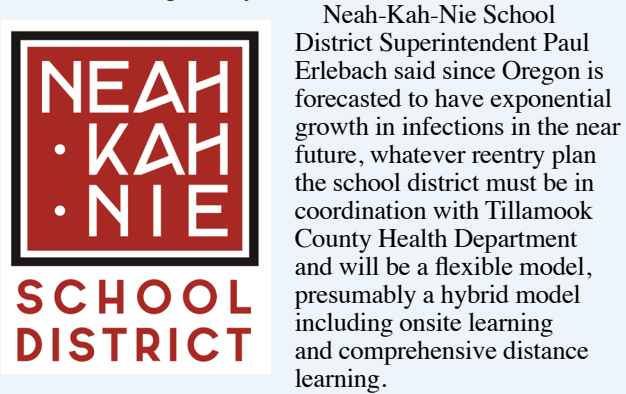 NEAH
· KAH
· NIE
SCHOOL
DISTRICT
Neah-Kah-Nie School
District Superintendent Paul
Erlebach said since Oregon is
forecasted to have exponential
growth in infections in the near
future, whatever reentry plan
the school district must be in
coordination with Tillamook
County Health Department
and will be a flexible model,
presumably a hybrid model
including onsite learning
and comprehensive distance
learning.